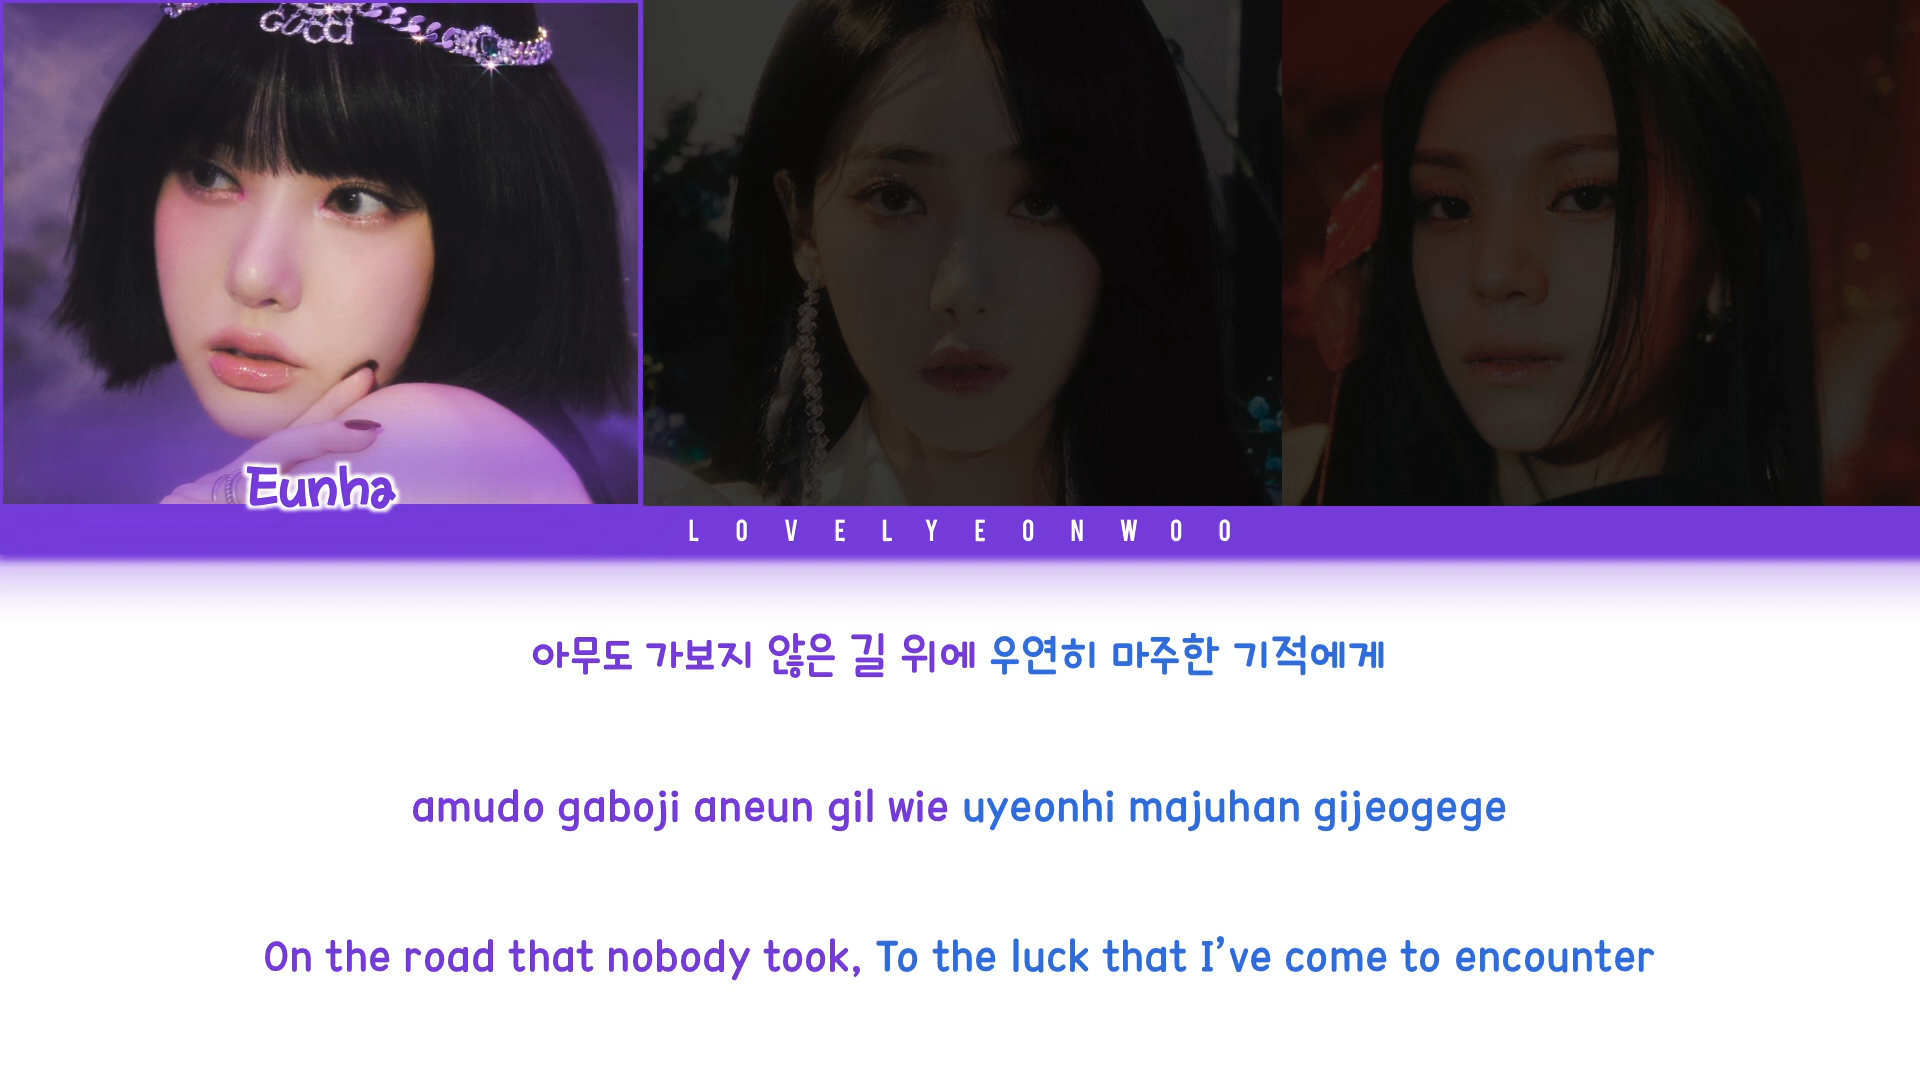 GUCCI
Eunha
LOVELYEONWOO
아무도 가보지 않은 길 위에 우연히 마주한 기적에게
amudo gaboji aneun gil wie uyeonhi majuhan gijeogege
On the road that nobody took, To the luck that I've come to encounter